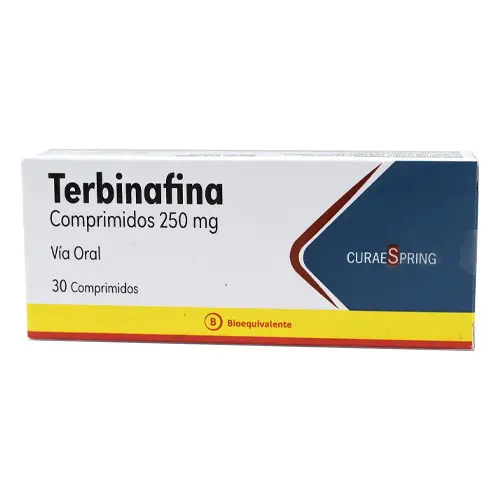 Terbinafina
Comprimidos 250 mg
Vía Oral
30 Comprimidos
CURAESPRING
B Bioequivalente